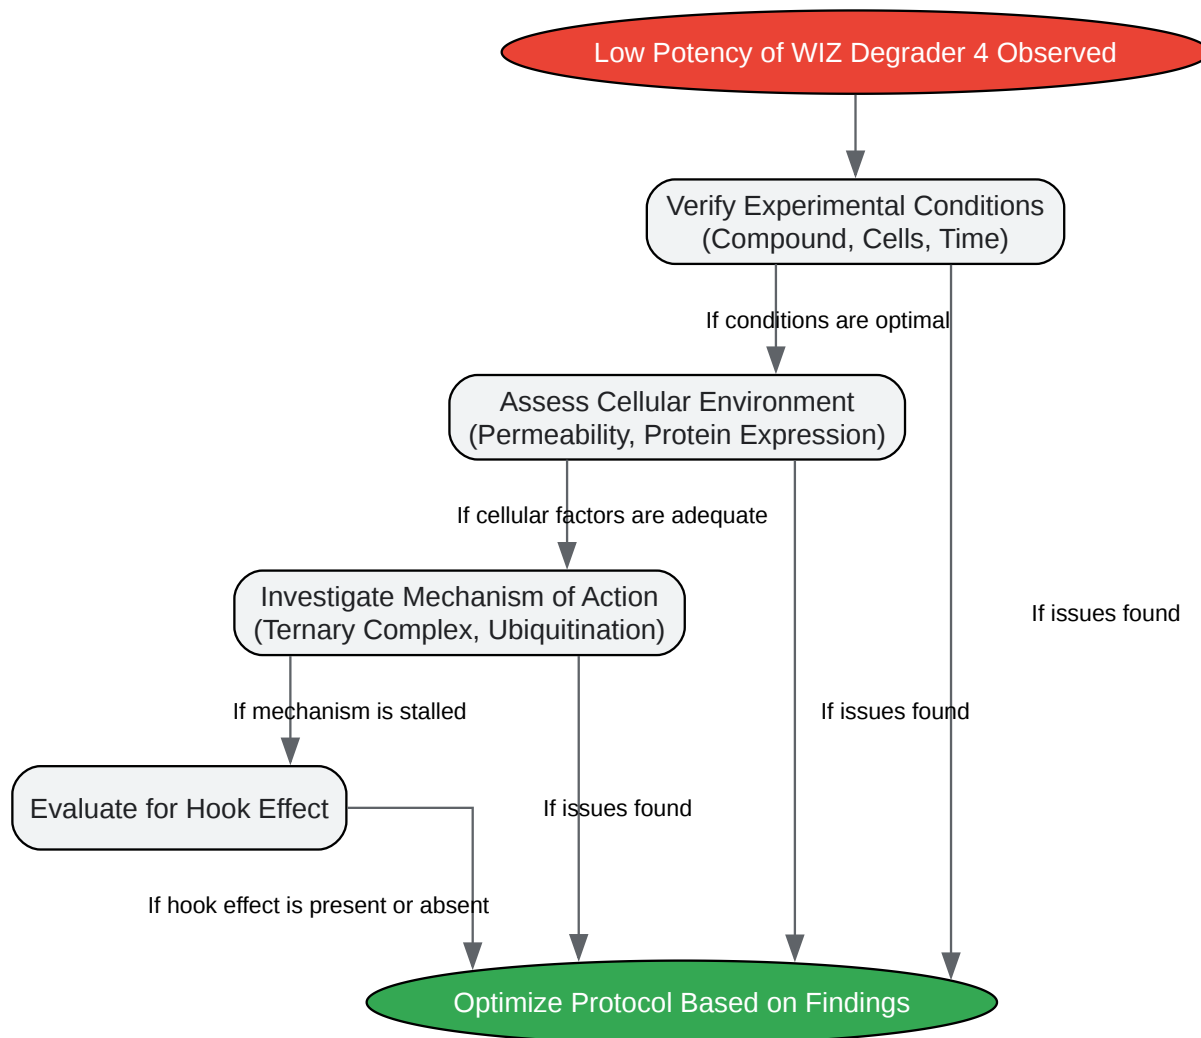 Low Potency of WIZ Degrader 4 Observed
Verify Experimental Conditions
(Compound, Cells, Time)
If conditions are optimal
Assess Cellular Environment
(Permeability, Protein Expression)
If cellular factors are adequate
Investigate Mechanism of Action
(Ternary Complex, Ubiquitination)
If issues found
If mechanism is stalled
If issues found
Evaluate for Hook Effect
If issues found
If hook effect is present or absent
Optimize Protocol Based on Findings